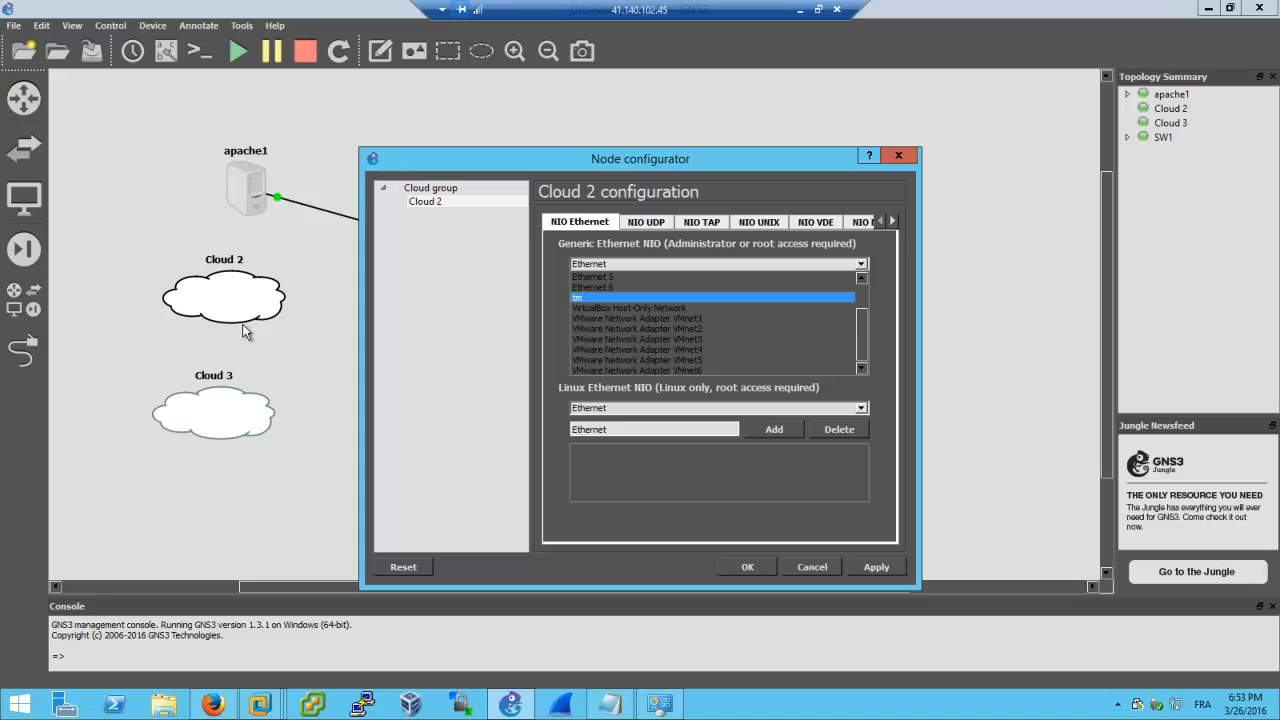 41.140.102.45
GNS3
File Edit View Control Device Annotate Tools Help
Topology Summary
apache1
Cloud 2
Cloud 3
SW1
apache1
Cloud 2
Cloud 3
Node configurator
?
Cloud group
Cloud 2
Cloud 2 configuration
NIO Ethernet NIO UDP NIO TAP NIO UNIX NIO VDE NIO
Generic Ethernet NIO (Administrator or root access required)
Ethernet
Ethernet 5
Ethernet 6
tm
VirtualBox Host-Only Network
VMware Network Adapter VMnet1
VMware Network Adapter VMnet2
VMware Network Adapter VMnet3
VMware Network Adapter VMnet4
VMware Network Adapter VMnet5
VMware Network Adapter VMnet6
Linux Ethernet NIO (Linux only, root access required)
Ethernet
Ethernet Add Delete
Reset OK Cancel Apply
Jungle Newsfeed
GNS3
Jungle
THE ONLY RESOURCE YOU NEED
The Jungle has everything you will ever
need for GNS3. Come check it out
now.
Go to the Jungle
Console
GNS3 management console. Running GNS3 version 1.3.1 on Windows (64-bit).
Copyright (c) 2006-2016 GNS3 Technologies.
=>
FRA
6:53 PM
3/26/2016